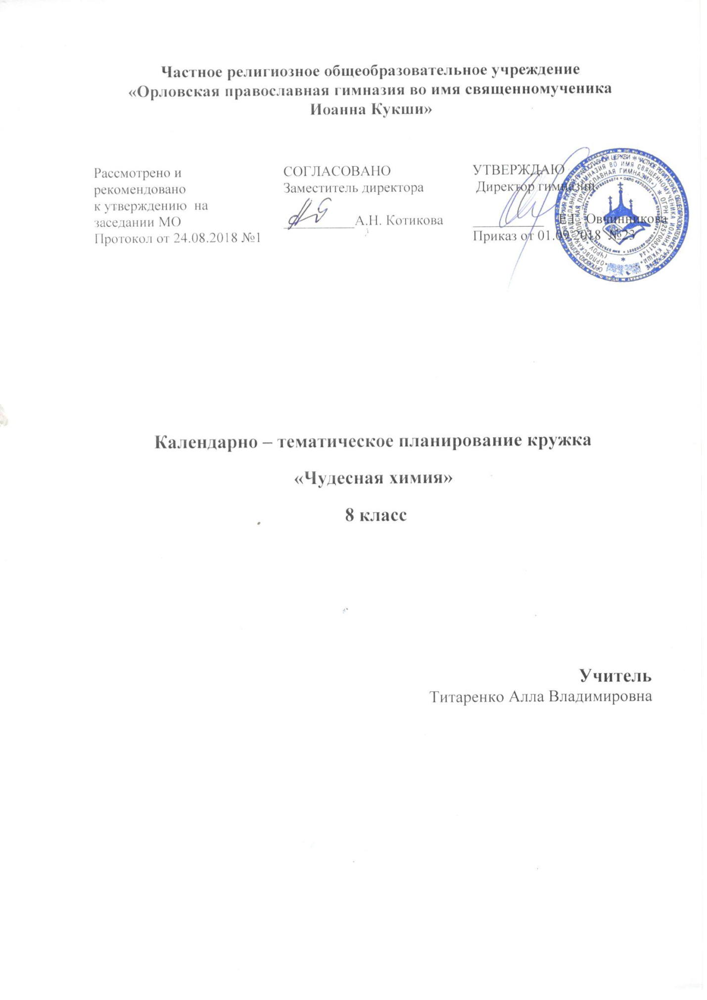 Частное религиозное общеобразовательное учреждение
«Орловская православная гимназия во имя священномученика
Иоанна Кукши»
Рассмотрено и
рекомендовано
к утверждению на
заседании МО
Протокол от 24.08.2018 №1
СОГЛАСОВАНО
Заместитель директора
___________А.Н. Котикова
УТВЕРЖДАЮ
Директор гимназии
___________ Овчинникова
Приказ от 01.09.2018 №23
Календарно – тематическое планирование кружка
«Чудесная химия»
8 класс
Учитель
Титаренко Алла Владимировна